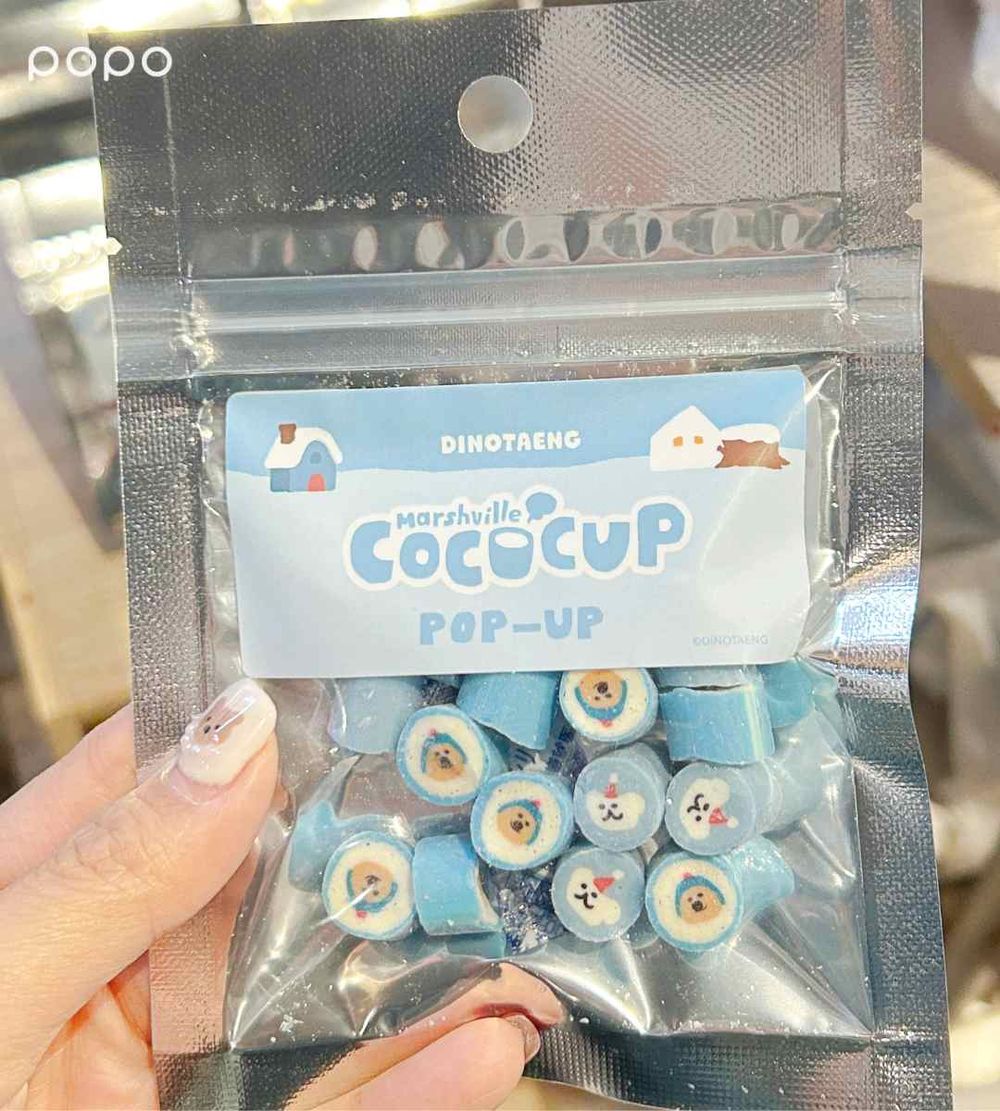 popo
DINOTAENG
Marshville
COCOCUP
POP-UP
©DINOTAENG